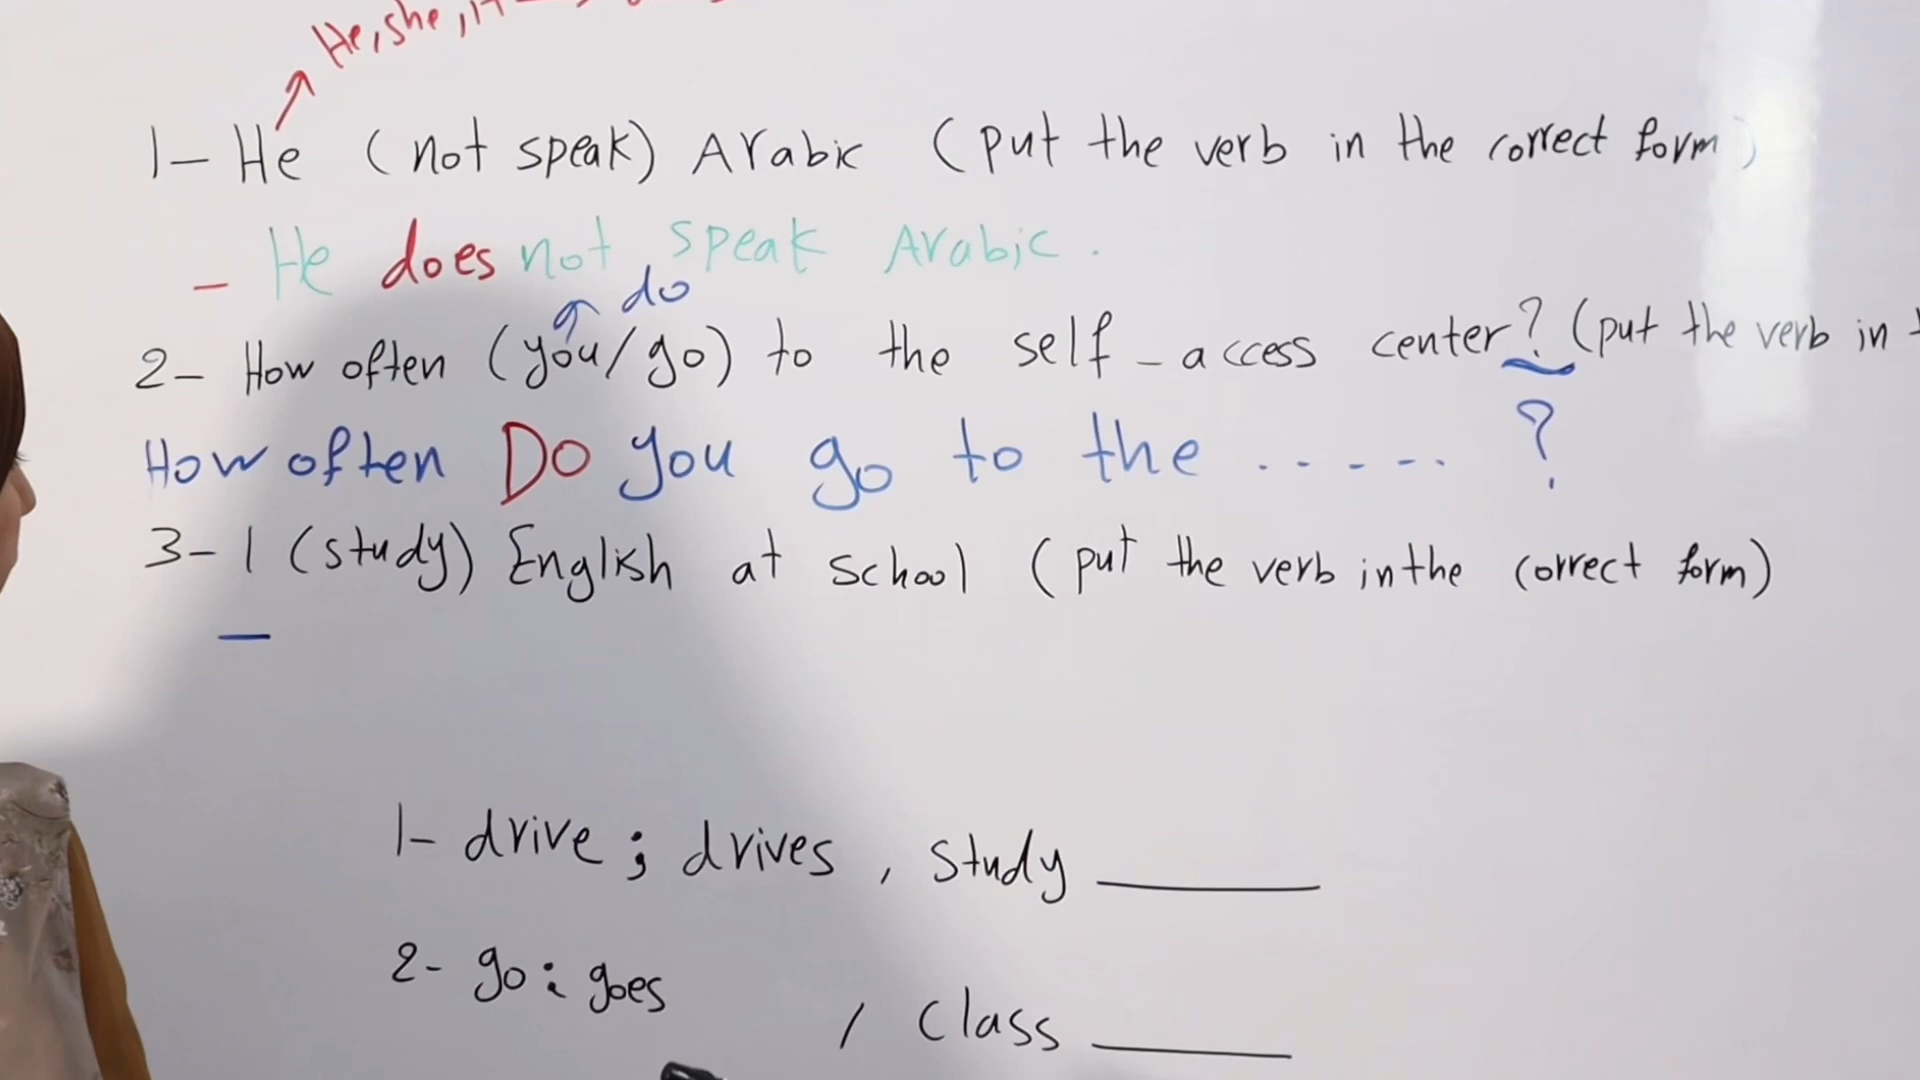 He, she, it
1- He (not speak) Arabic (put the verb in the correct form)
- He does not speak Arabic.
do
2- How often (you/go) to the self-access center? (put the verb in
How often Do you go to the ......?
3- I (study) English at school (put the verb in the correct form)
1- drive ; drives , study ______
2- go : goes / class ______